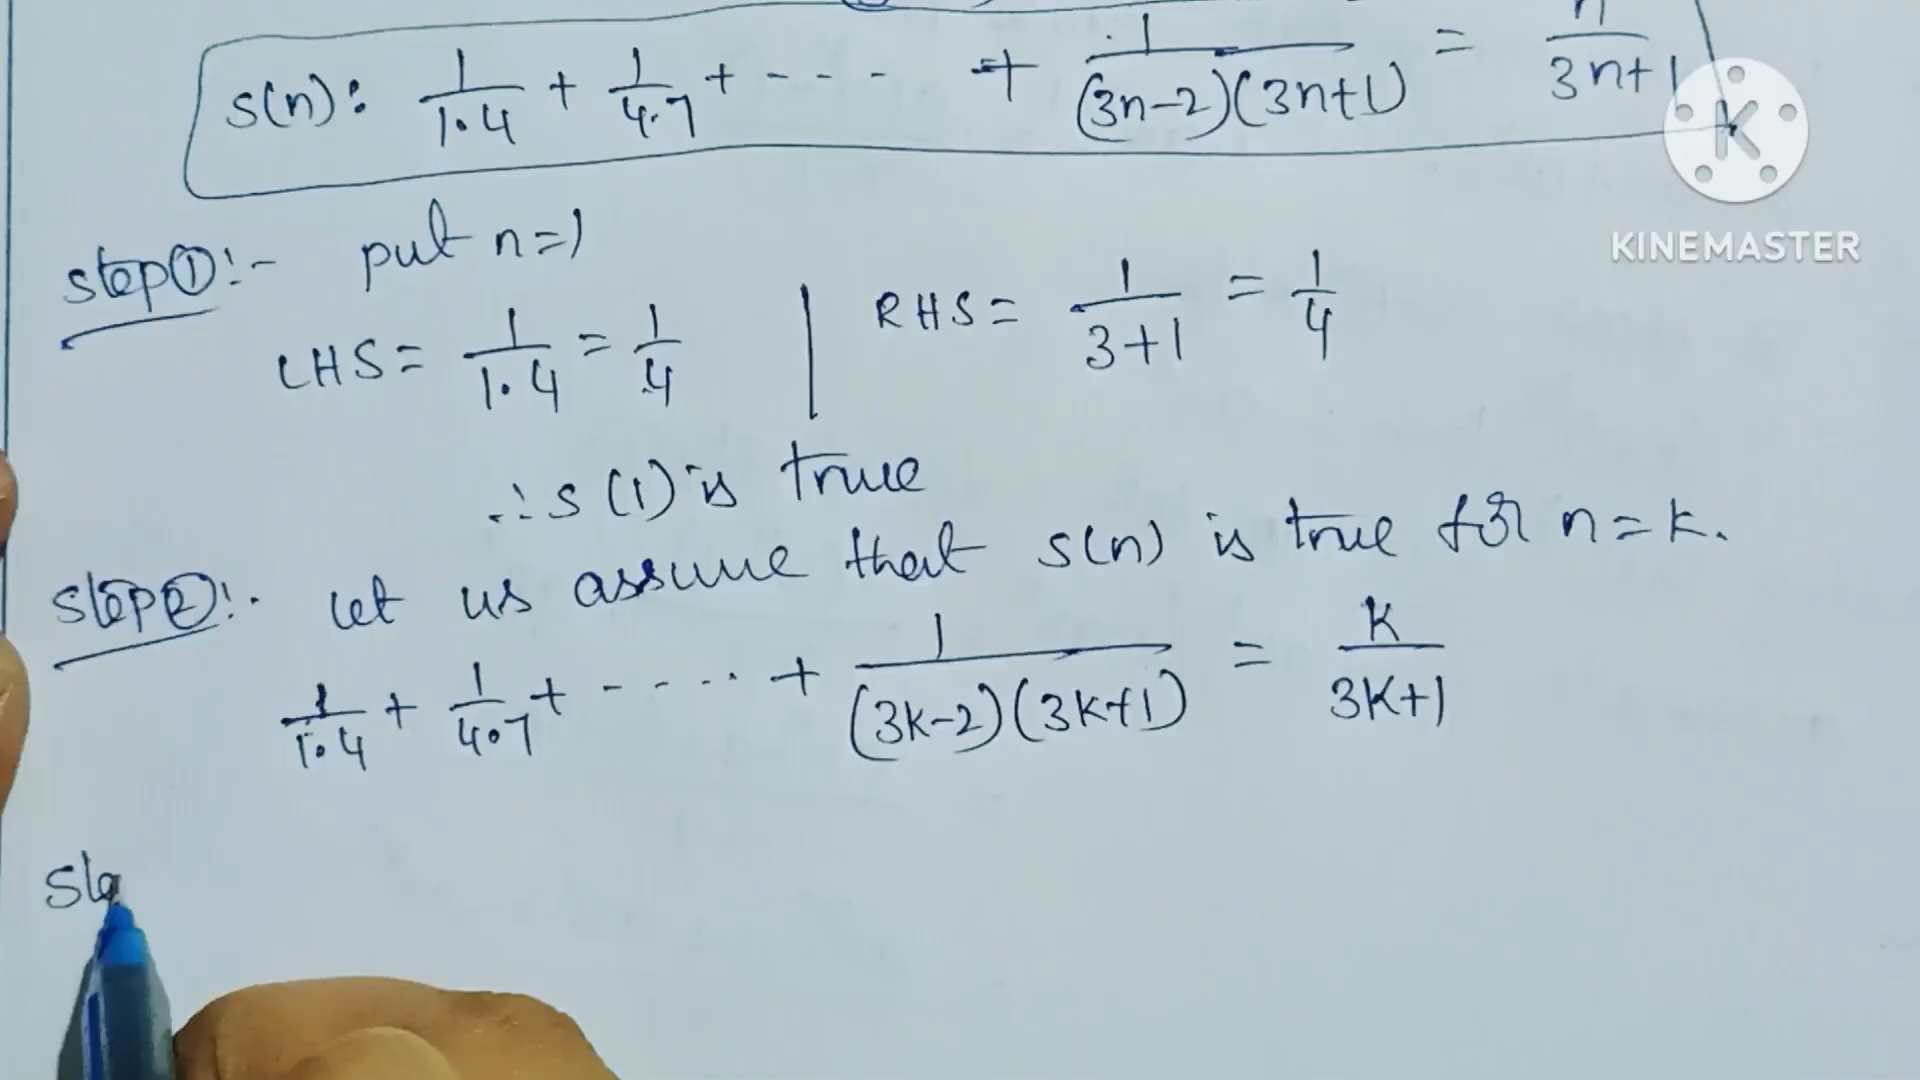 S(n): 1/1.4 + 1/4.7 + - - - + 1/(3n-2)(3n+1) = n/3n+1
K
KINEMASTER
step①:- put n=1
LHS = 1/1.4 = 1/4 | RHS = 1/3+1 = 1/4
∴ S(1) is true
Step②:- Let us assume that S(n) is true for n=k.
1/1.4 + 1/4.7 + - - - - + 1/(3k-2)(3k+1) = k/3k+1
Ste